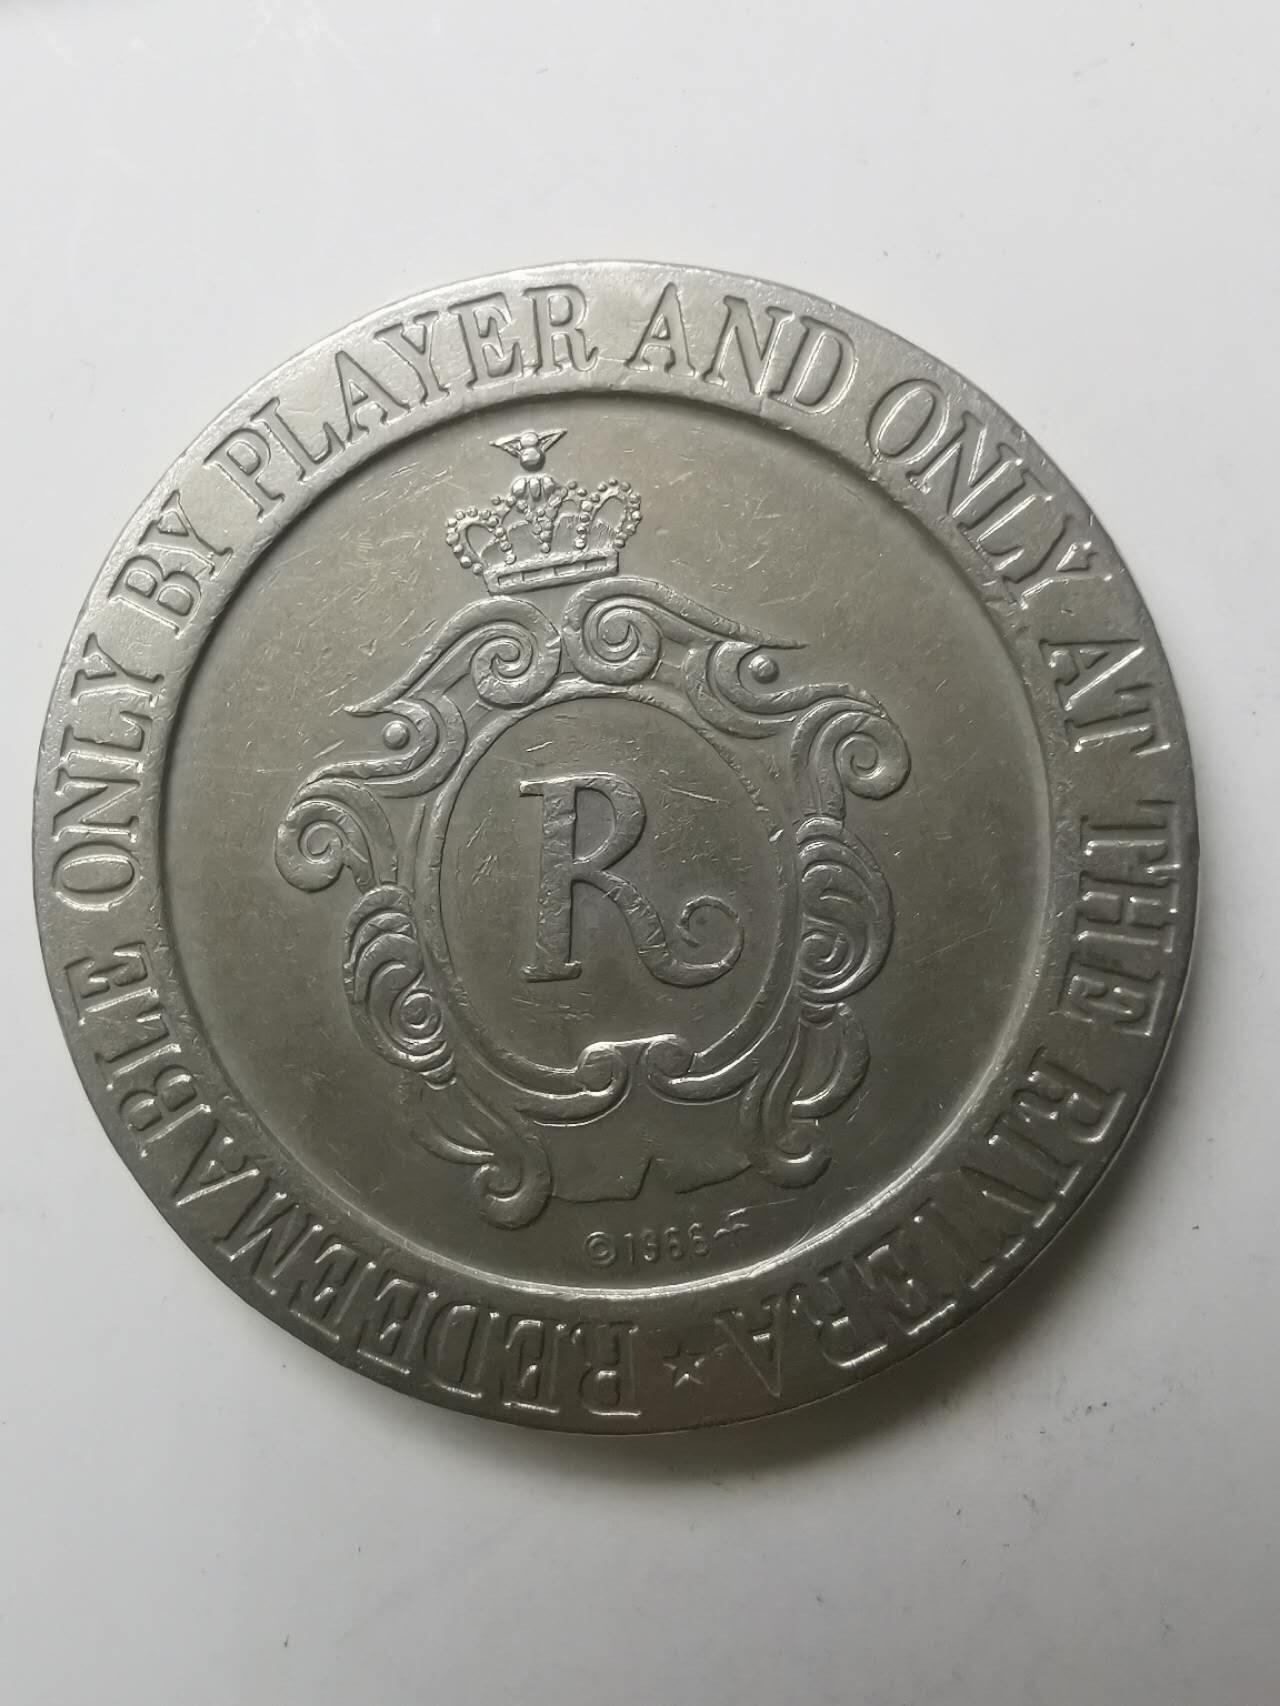 REDEEMABLE ONLY BY PLAYER AND ONLY AT THE RIVIERA ★
R
©1966